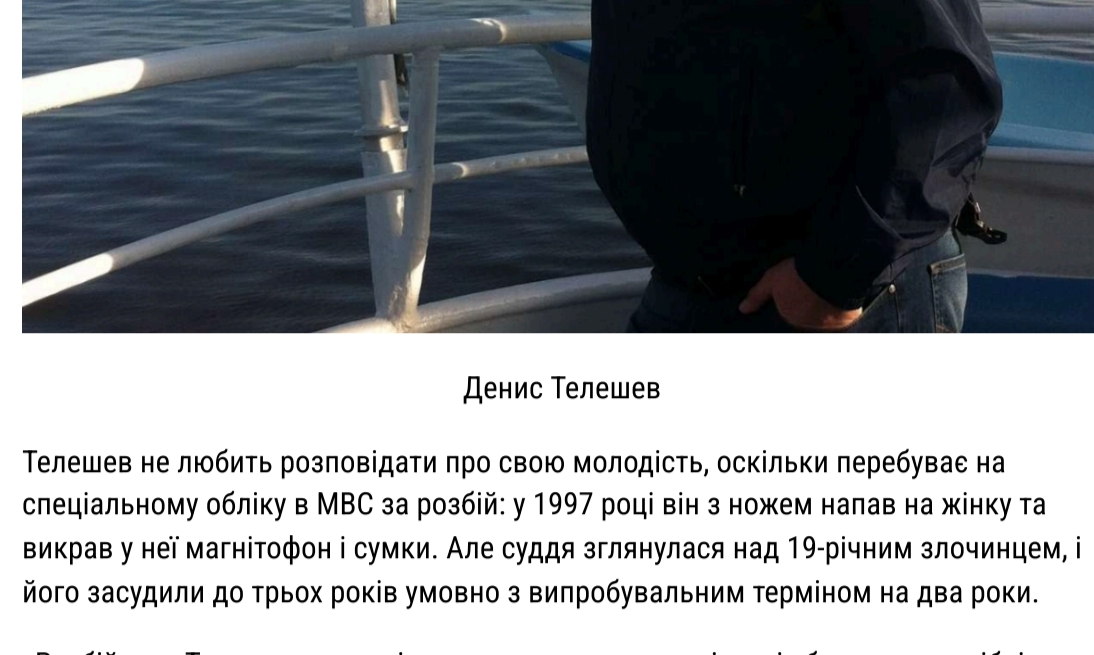 Денис Телешев
Телешев не любить розповідати про свою молодість, оскільки перебуває на
спеціальному обліку в МВС за розбій: у 1997 році він з ножем напав на жінку та
викрав у неї магнітофон і сумки. Але суддя зглянулася над 19-річним злочинцем, і
його засудили до трьох років умовно з випробувальним терміном на два роки.